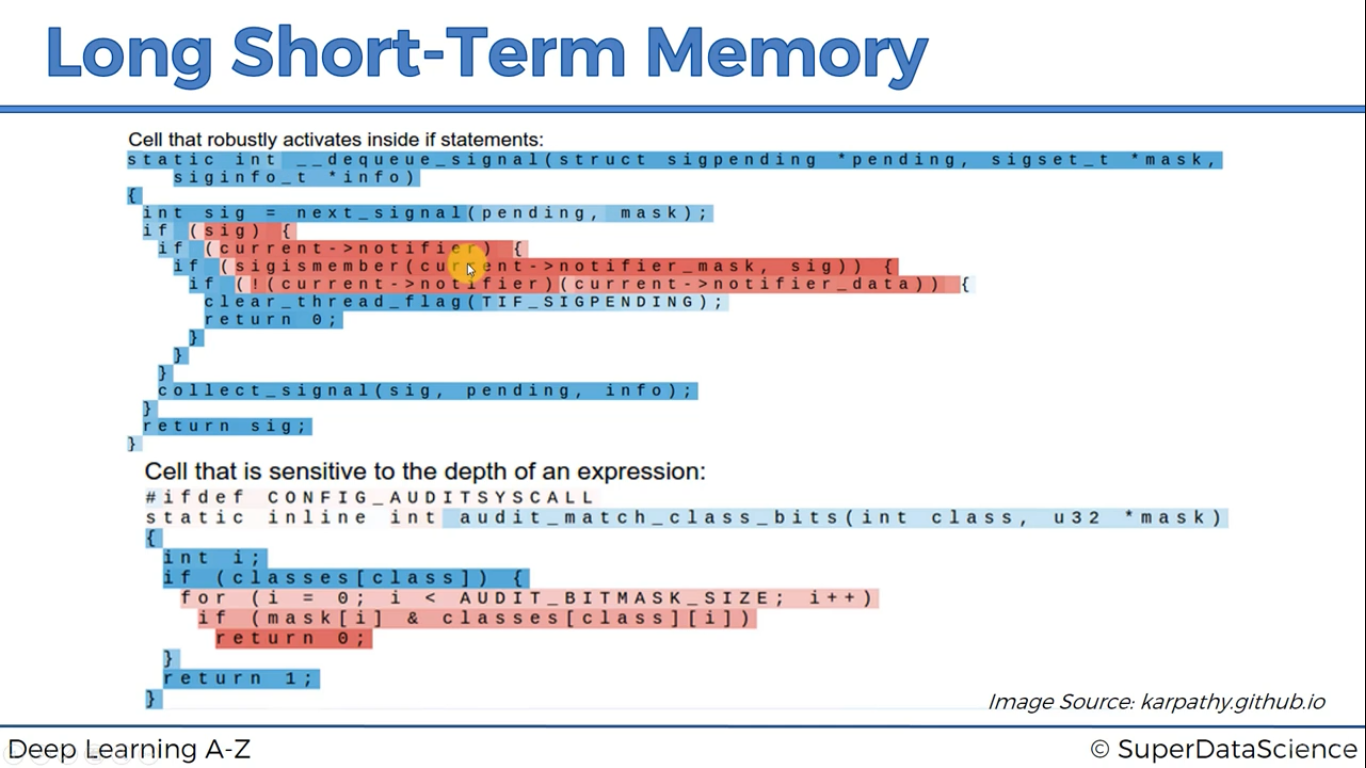 Long Short-Term Memory
Cell that robustly activates inside if statements:
static int __dequeue_signal(struct sigpending *pending, sigset_t *mask,
siginfo_t *info)
{
int sig = next_signal(pending, mask);
if (sig) {
if (current->notifier) {
if (sigismember(current->notifier_mask, sig)) {
if (!(current->notifier)(current->notifier_data)) {
clear_thread_flag(TIF_SIGPENDING);
return 0;
}
}
}
collect_signal(sig, pending, info);
}
return sig;
}
Cell that is sensitive to the depth of an expression:
#ifdef CONFIG_AUDITSYSCALL
static inline int audit_match_class_bits(int class, u32 *mask)
{
int i;
if (classes[class]) {
for (i = 0; i < AUDIT_BITMASK_SIZE; i++)
if (mask[i] & classes[class][i])
return 0;
}
return 1;
}
Image Source: karpathy.github.io
Deep Learning A-Z
© SuperDataScience